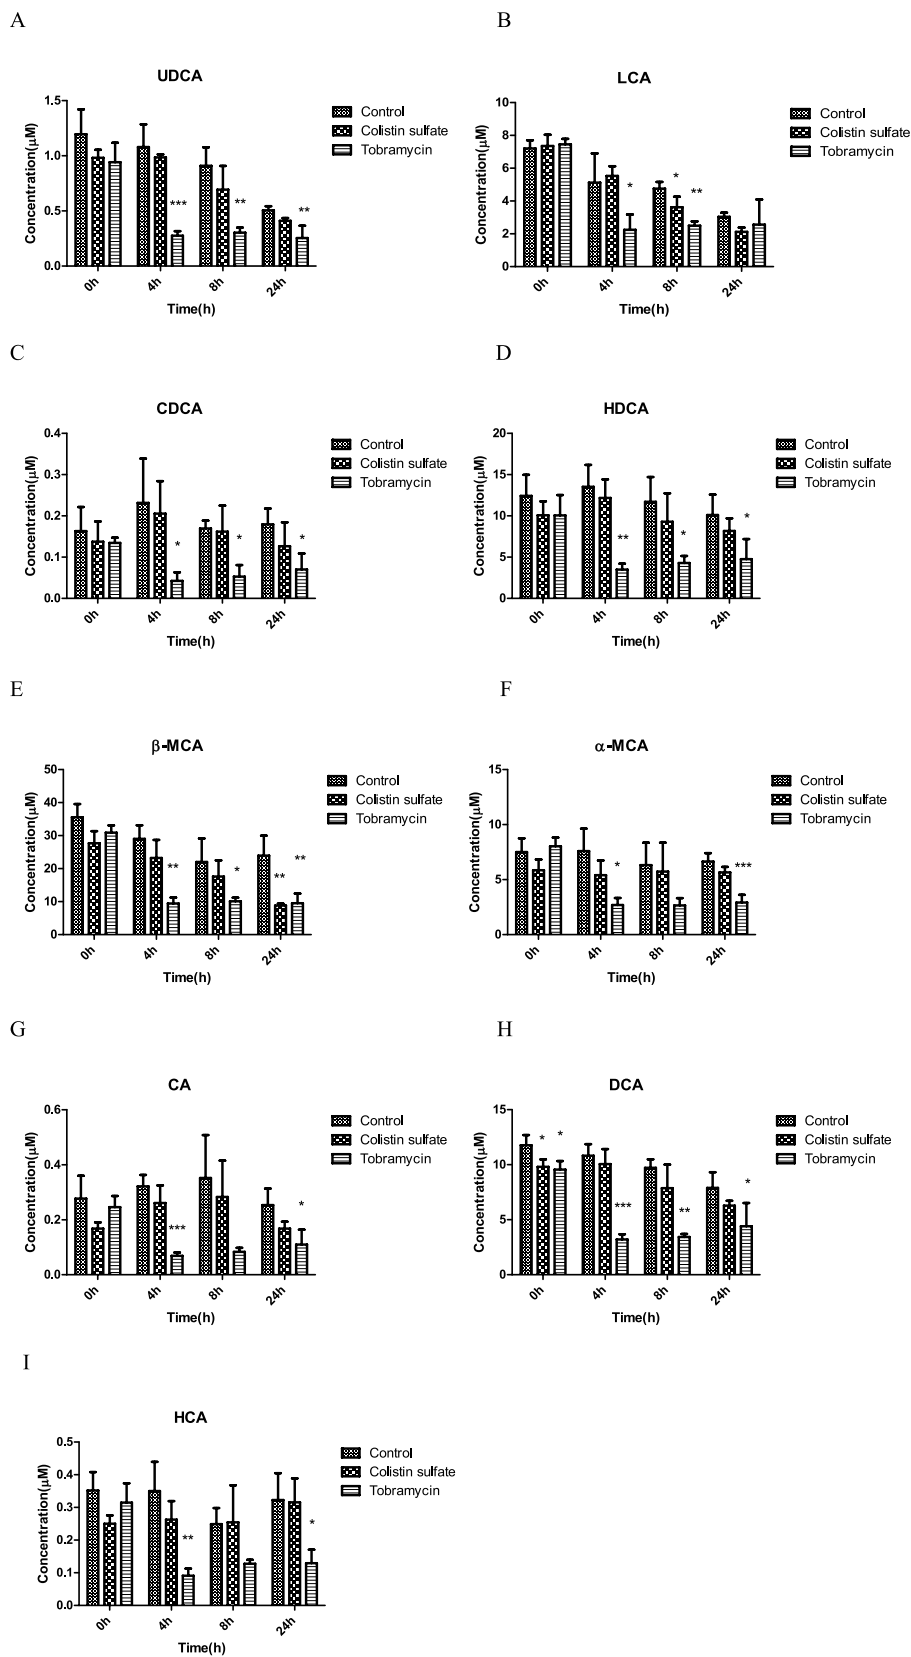 A
UDCA
Concentration(μM)
1.5
1.0
0.5
0.0
***
**
**
0h
4h
8h
24h
Time(h)
Control
Colistin sulfate
Tobramycin
B
LCA
Concentration(μM)
10
8
6
4
2
0
*
*
**
0h
4h
8h
24h
Time(h)
Control
Colistin sulfate
Tobramycin
C
CDCA
Concentration(μM)
0.4
0.3
0.2
0.1
0.0
*
*
*
0h
4h
8h
24h
Time(h)
Control
Colistin sulfate
Tobramycin
D
HDCA
Concentration(μM)
20
15
10
5
0
**
*
*
0h
4h
8h
24h
Time(h)
Control
Colistin sulfate
Tobramycin
E
β-MCA
Concentration(μM)
50
40
30
20
10
0
**
*
**
**
0h
4h
8h
24h
Time(h)
Control
Colistin sulfate
Tobramycin
F
α-MCA
Concentration(μM)
15
10
5
0
*
***
0h
4h
8h
24h
Time(h)
Control
Colistin sulfate
Tobramycin
G
CA
Concentration(μM)
0.6
0.4
0.2
0.0
***
*
0h
4h
8h
24h
Time(h)
Control
Colistin sulfate
Tobramycin
H
DCA
Concentration(μM)
15
10
5
0
*
*
***
**
*
0h
4h
8h
24h
Time(h)
Control
Colistin sulfate
Tobramycin
I
HCA
Concentration(μM)
0.5
0.4
0.3
0.2
0.1
0.0
**
*
0h
4h
8h
24h
Time(h)
Control
Colistin sulfate
Tobramycin